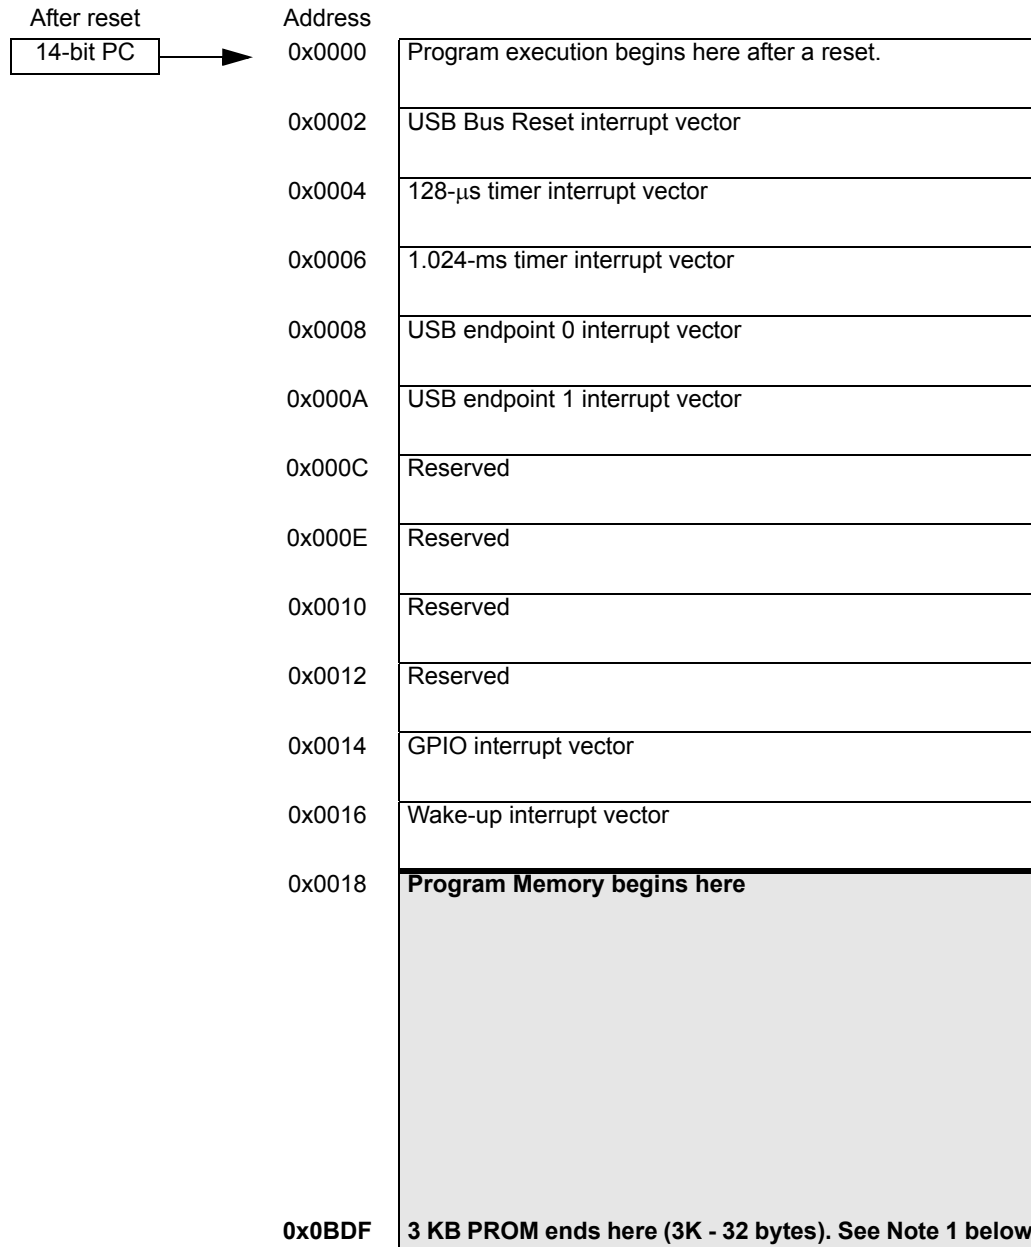 After reset Address
14-bit PC 0x0000 Program execution begins here after a reset.
0x0002 USB Bus Reset interrupt vector
0x0004 128-μs timer interrupt vector
0x0006 1.024-ms timer interrupt vector
0x0008 USB endpoint 0 interrupt vector
0x000A USB endpoint 1 interrupt vector
0x000C Reserved
0x000E Reserved
0x0010 Reserved
0x0012 Reserved
0x0014 GPIO interrupt vector
0x0016 Wake-up interrupt vector
0x0018 Program Memory begins here
0x0BDF 3 KB PROM ends here (3K - 32 bytes). See Note 1 below